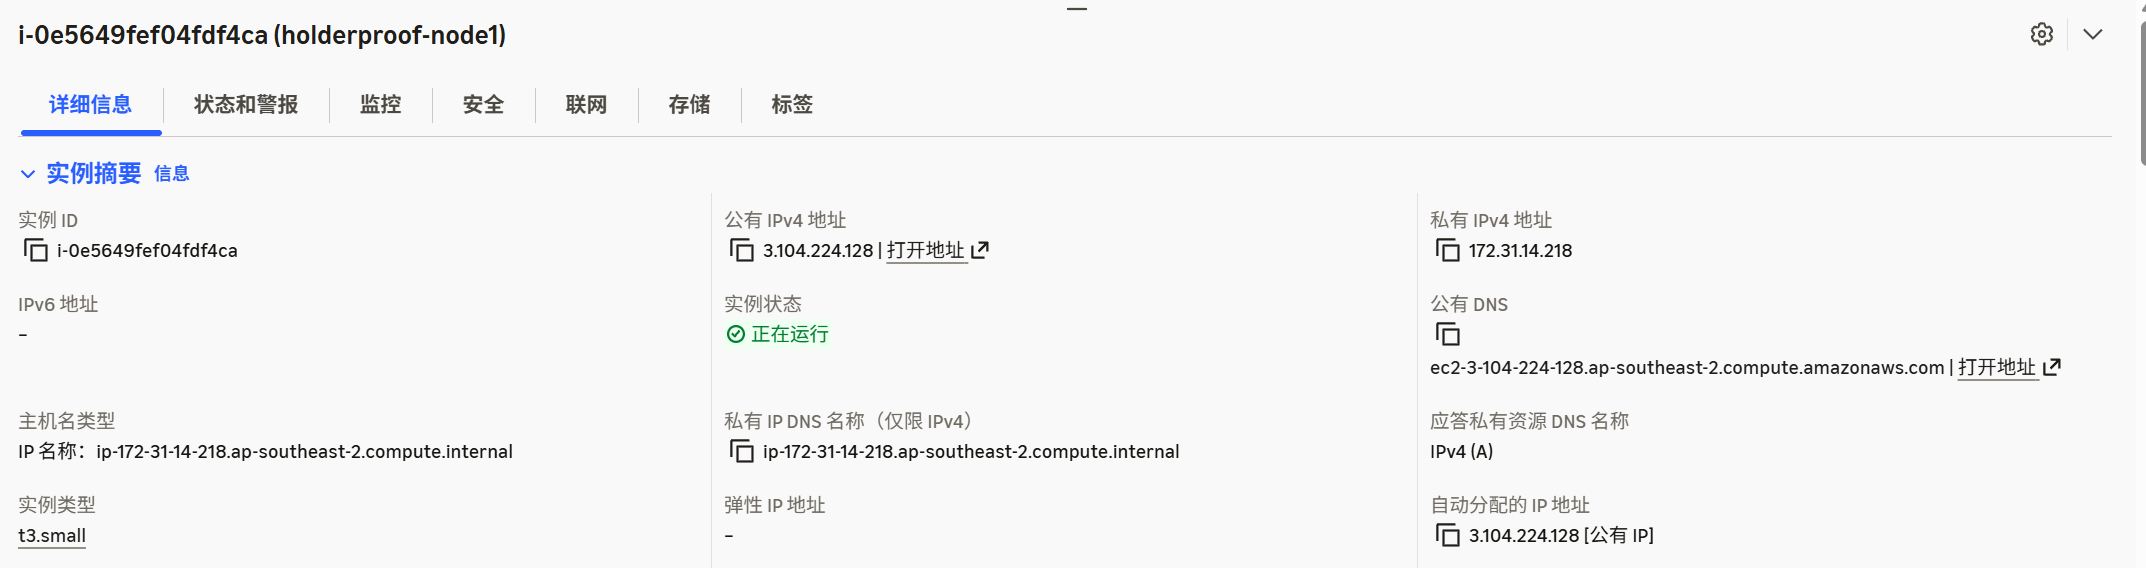 i-0e5649fef04fdf4ca (holderproof-node1)
详细信息 状态和警报 监控 安全 联网 存储 标签
实例摘要 信息
实例 ID
i-0e5649fef04fdf4ca
公有 IPv4 地址
3.104.224.128 | 打开地址
私有 IPv4 地址
172.31.14.218
IPv6 地址
–
实例状态
正在运行
公有 DNS
ec2-3-104-224-128.ap-southeast-2.compute.amazonaws.com | 打开地址
主机名类型
IP 名称：ip-172-31-14-218.ap-southeast-2.compute.internal
私有 IP DNS 名称（仅限 IPv4）
ip-172-31-14-218.ap-southeast-2.compute.internal
应答私有资源 DNS 名称
IPv4 (A)
实例类型
t3.small
弹性 IP 地址
–
自动分配的 IP 地址
3.104.224.128 [公有 IP]